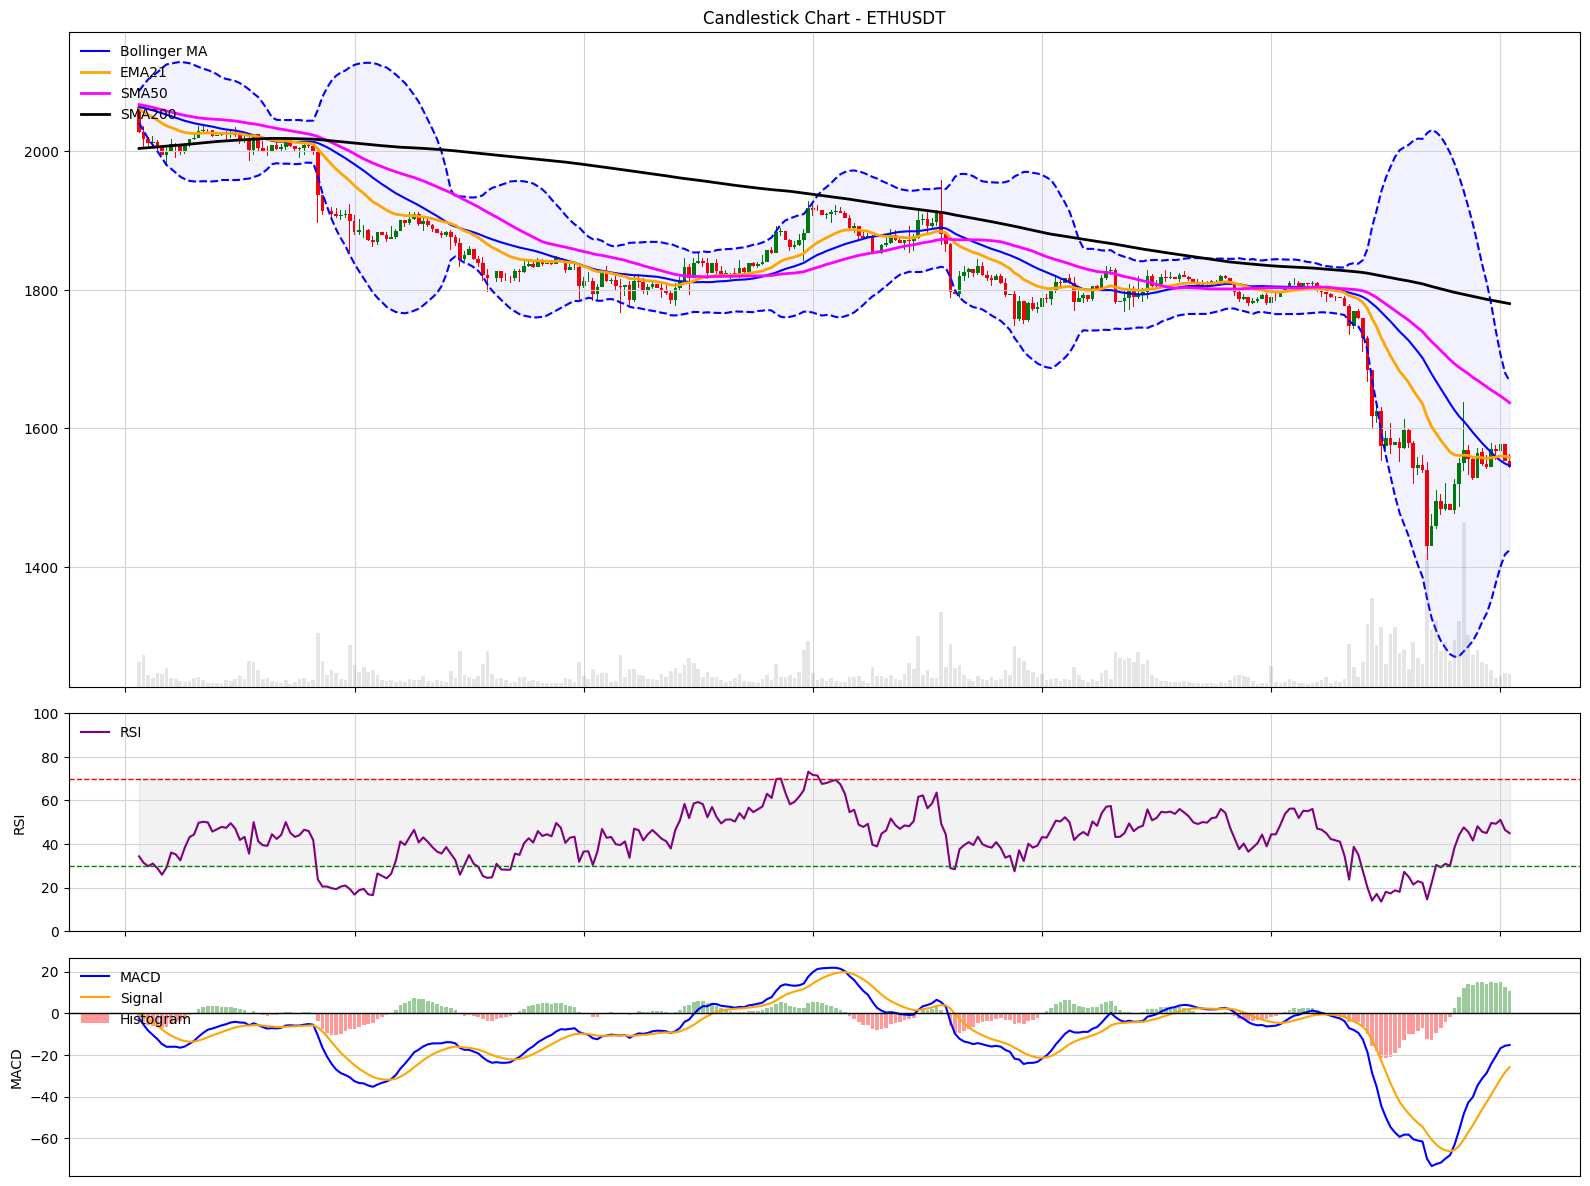 Candlestick Chart - ETHUSDT
Bollinger MA
EMA21
SMA50
SMA200
2000
1800
1600
1400
100
80
60
40
20
0
RSI
RSI
20
0
−20
−40
−60
MACD
MACD
Signal
Histogram